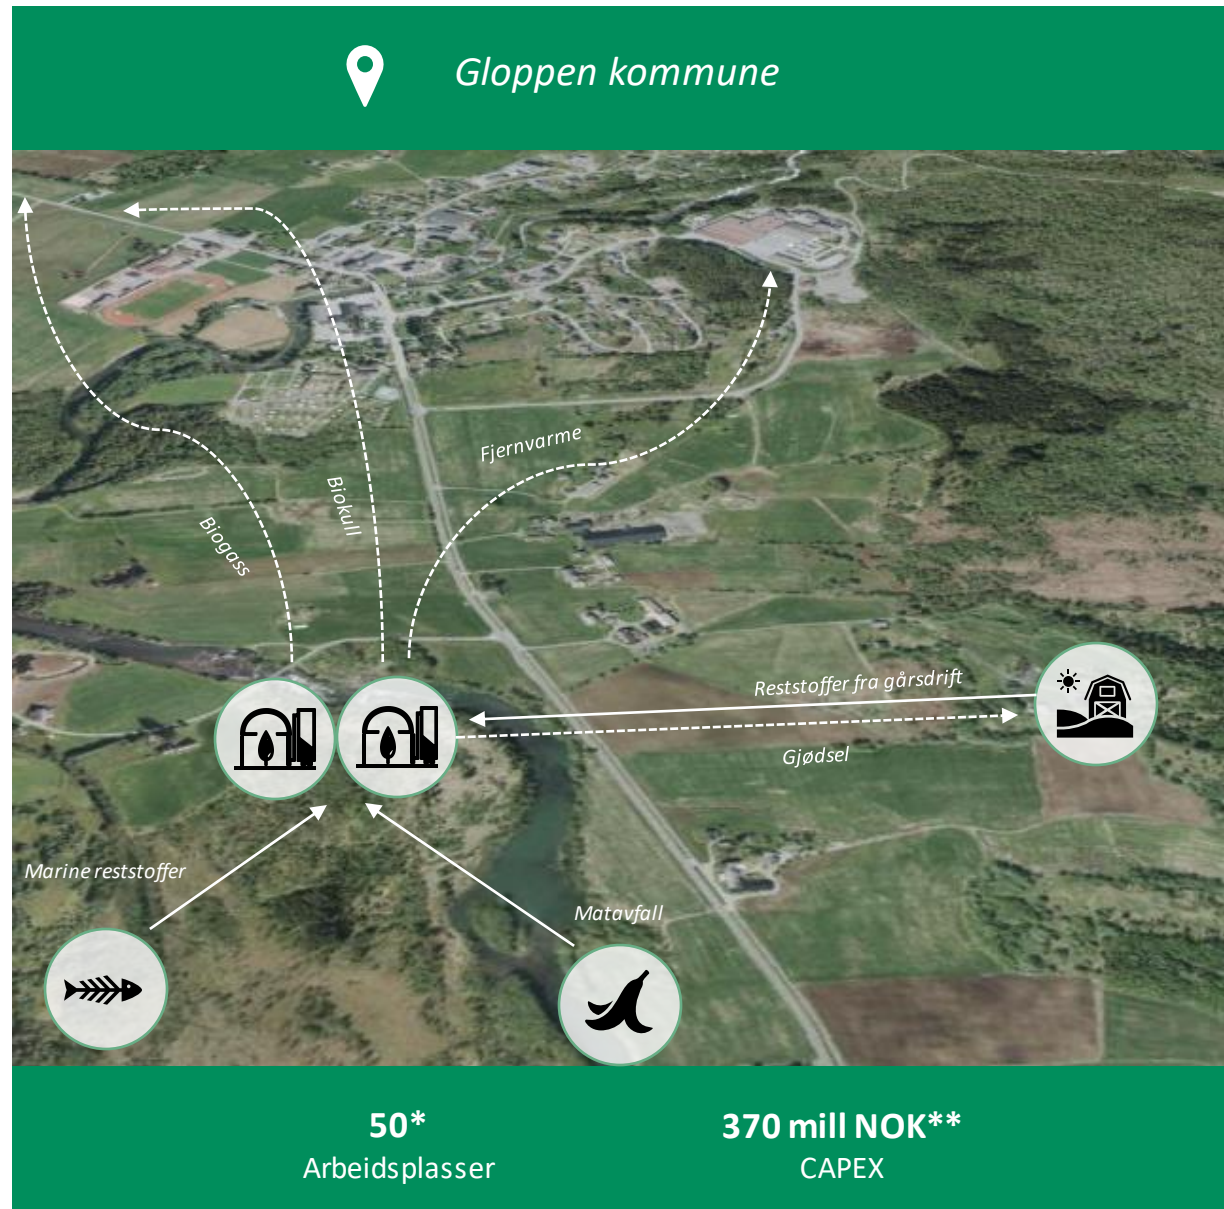 Gloppen kommune
Fjernvarme
Biokull
Biogass
Reststoffer fra gårsdrift
Gjødsel
Marine reststoffer
Matavfall
50*
Arbeidsplasser
370 mill NOK**
CAPEX